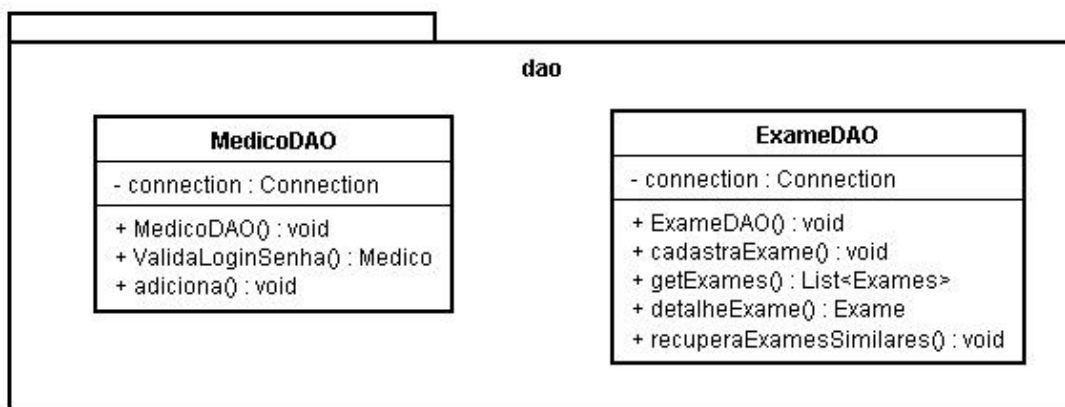 dao
MedicoDAO
- connection : Connection
+ MedicoDAO() : void
+ ValidaLoginSenha() : Medico
+ adiciona() : void
ExameDAO
- connection : Connection
+ ExameDAO() : void
+ cadastraExame() : void
+ getExames() : List<Exames>
+ detalheExame() : Exame
+ recuperaExamesSimilares() : void